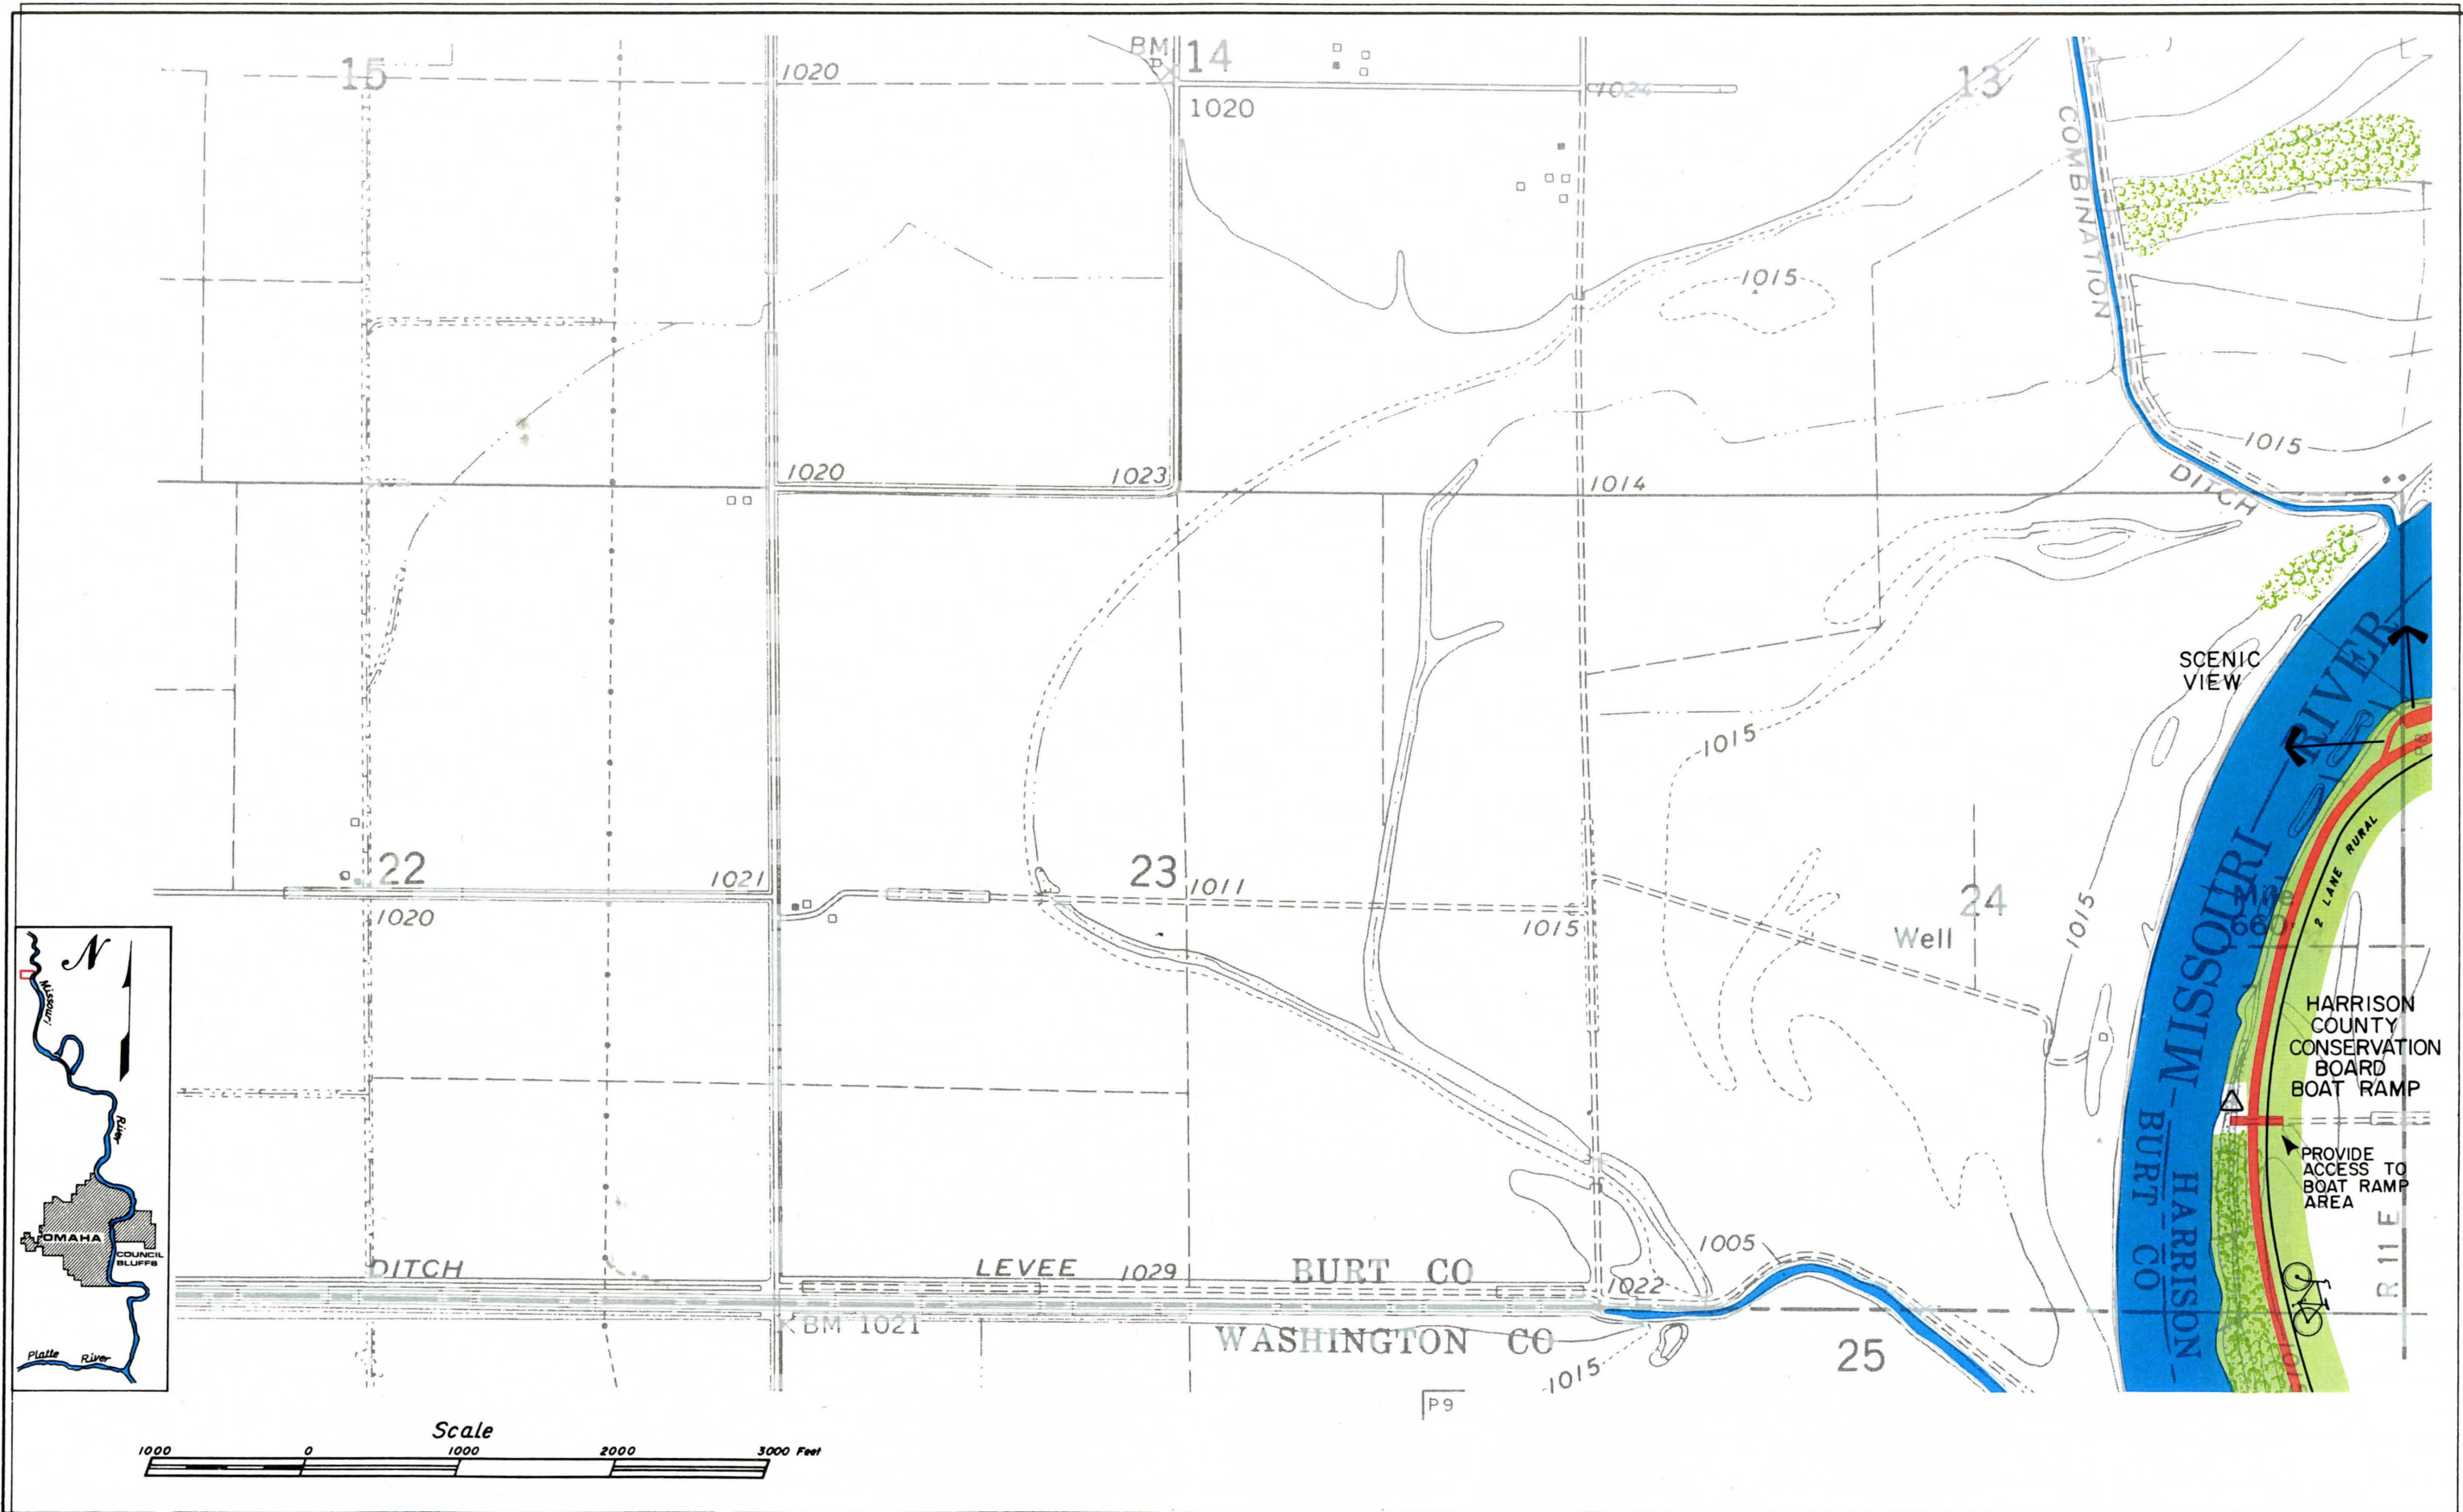 15
1020
BM
14
1020
1024
13
COMBINATION
1015
1015
DITCH
1020
1023
1014
SCENIC
VIEW
MISSOURI RIVER
1015
2 LANE RURAL
22
1021
1020
23
1011
1015
24
Well
1015
Mile
660
HARRISON
COUNTY
CONSERVATION
BOARD
BOAT RAMP
PROVIDE
ACCESS TO
BOAT RAMP
AREA
HARRISON
BURT CO
R 11 E
DITCH
LEVEE
1029
BURT CO
1022
1005
BM 1021
WASHINGTON CO
1015
25
P9
N
Missouri
River
OMAHA
COUNCIL
BLUFFS
Platte River
Scale
1000 0 1000 2000 3000 Feet